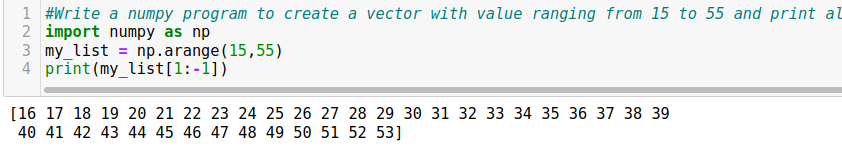 1 #Write a numpy program to create a vector with value ranging from 15 to 55 and print al
2 import numpy as np
3 my_list = np.arange(15,55)
4 print(my_list[1:-1])
[16 17 18 19 20 21 22 23 24 25 26 27 28 29 30 31 32 33 34 35 36 37 38 39
40 41 42 43 44 45 46 47 48 49 50 51 52 53]